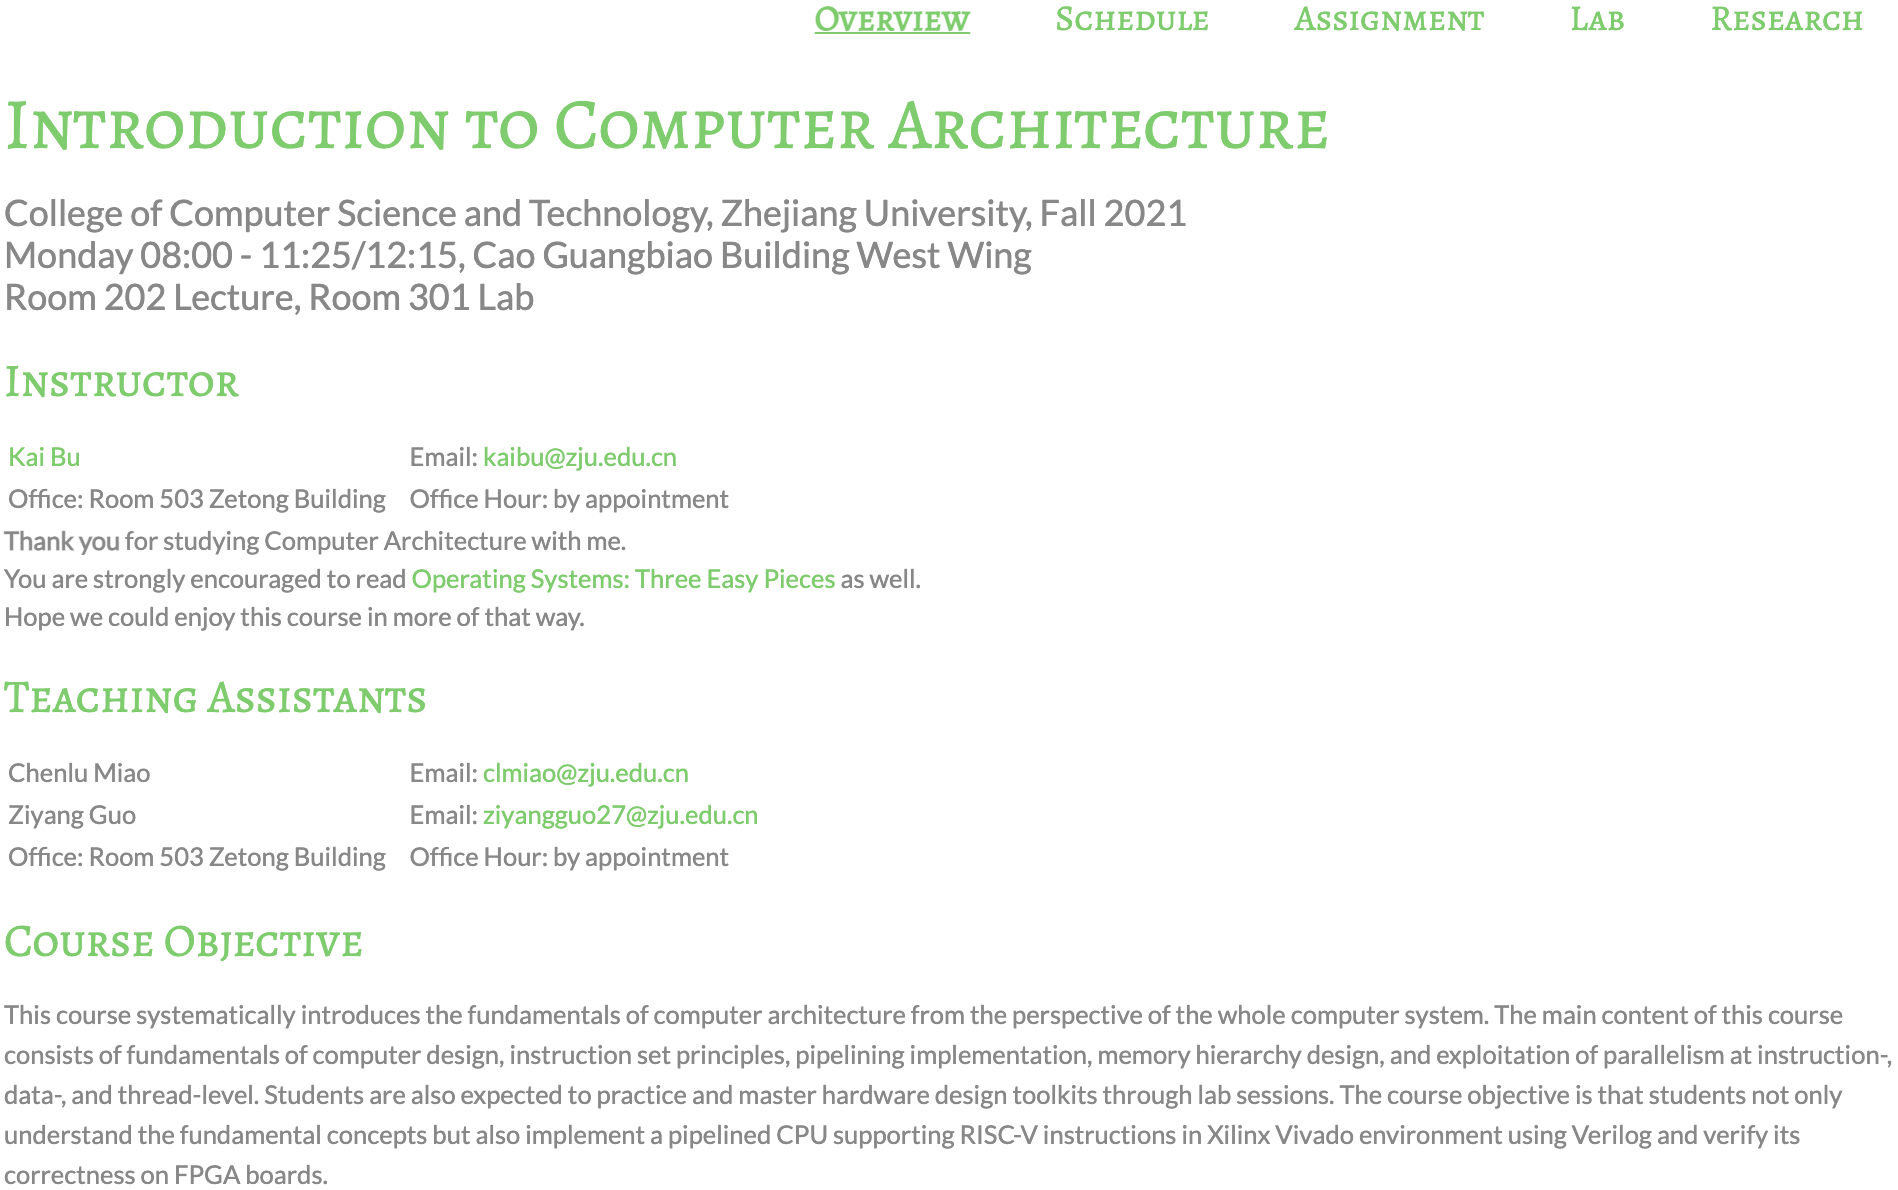 Overview Schedule Assignment Lab Research
Introduction to Computer Architecture
College of Computer Science and Technology, Zhejiang University, Fall 2021
Monday 08:00 - 11:25/12:15, Cao Guangbiao Building West Wing
Room 202 Lecture, Room 301 Lab
Instructor
Kai Bu Email: kaibu@zju.edu.cn
Office: Room 503 Zetong Building Office Hour: by appointment
Thank you for studying Computer Architecture with me.
You are strongly encouraged to read Operating Systems: Three Easy Pieces as well.
Hope we could enjoy this course in more of that way.
Teaching Assistants
Chenlu Miao Email: clmiao@zju.edu.cn
Ziyang Guo Email: ziyangguo27@zju.edu.cn
Office: Room 503 Zetong Building Office Hour: by appointment
Course Objective
This course systematically introduces the fundamentals of computer architecture from the perspective of the whole computer system. The main content of this course
consists of fundamentals of computer design, instruction set principles, pipelining implementation, memory hierarchy design, and exploitation of parallelism at instruction-,
data-, and thread-level. Students are also expected to practice and master hardware design toolkits through lab sessions. The course objective is that students not only
understand the fundamental concepts but also implement a pipelined CPU supporting RISC-V instructions in Xilinx Vivado environment using Verilog and verify its
correctness on FPGA boards.